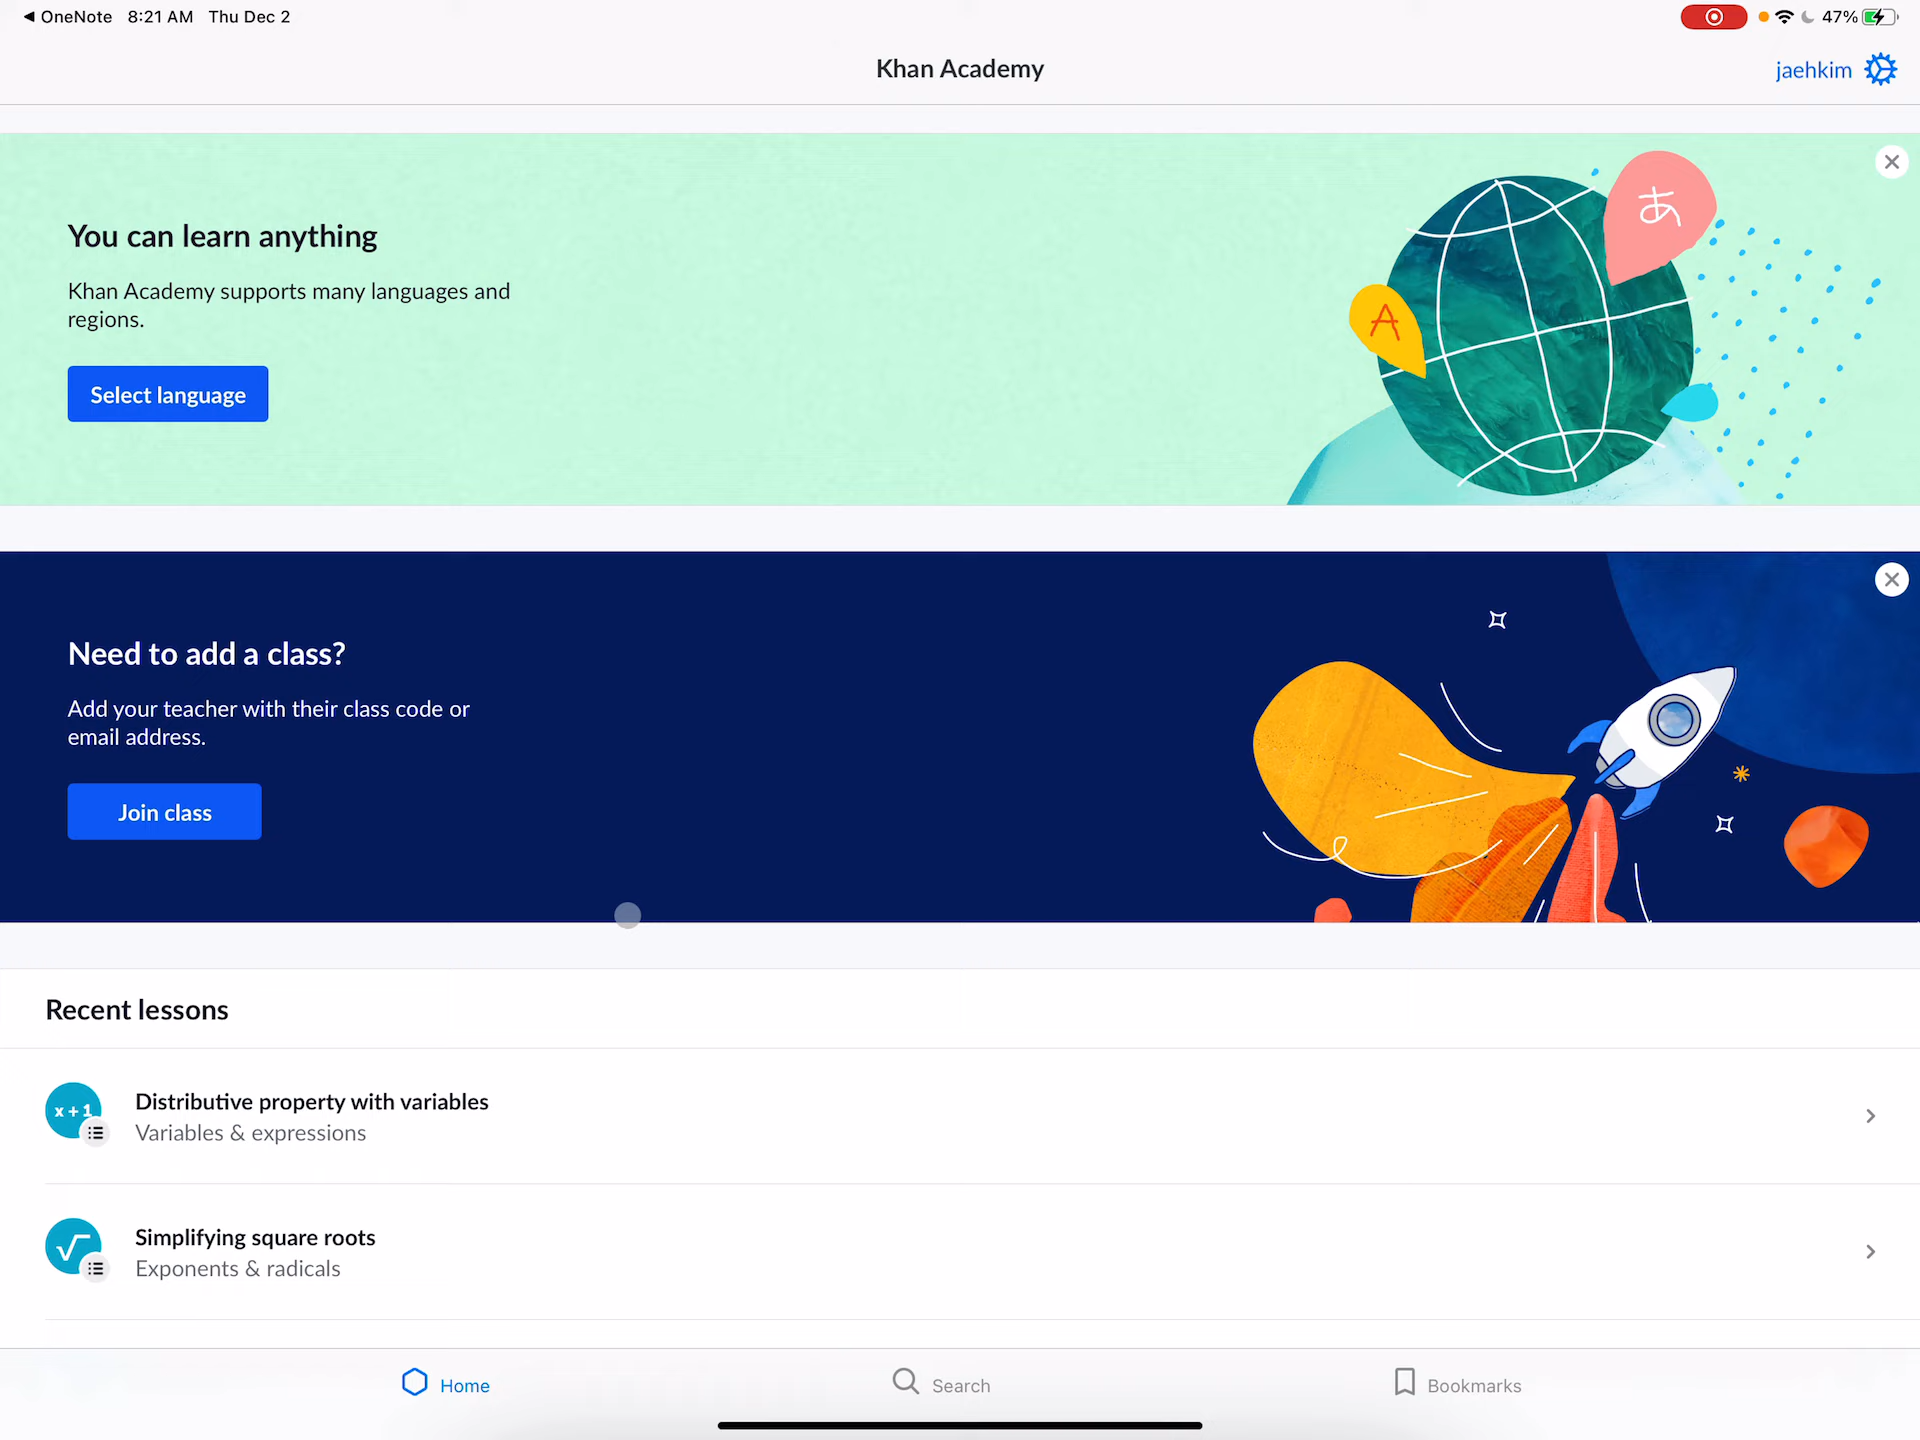 ◀ OneNote 8:21 AM Thu Dec 2 47%
Khan Academy
jaehkim
You can learn anything
Khan Academy supports many languages and
regions.
Select language
あ
A
Need to add a class?
Add your teacher with their class code or
email address.
Join class
Recent lessons
x + 1
Distributive property with variables
Variables & expressions
√
Simplifying square roots
Exponents & radicals
Home Search Bookmarks